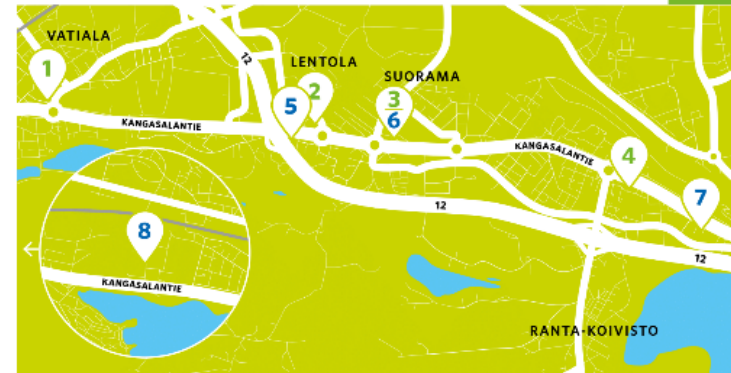 VATIALA
1
12
LENTOLA
2
5
SUORAMA
3
6
KANGASALANTIE
KANGASALANTIE
4
7
12
12
8
KANGASALANTIE
RANTA-KOIVISTO